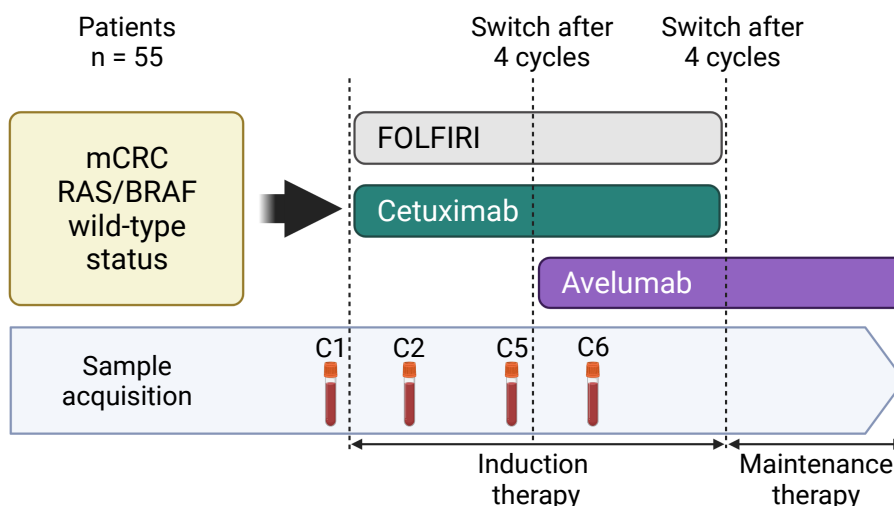 Patients
n = 55
Switch after
4 cycles
Switch after
4 cycles
mCRC
RAS/BRAF
wild-type
status
FOLFIRI
Cetuximab
Avelumab
Sample
acquisition
C1
C2
C5
C6
Induction
therapy
Maintenance
therapy